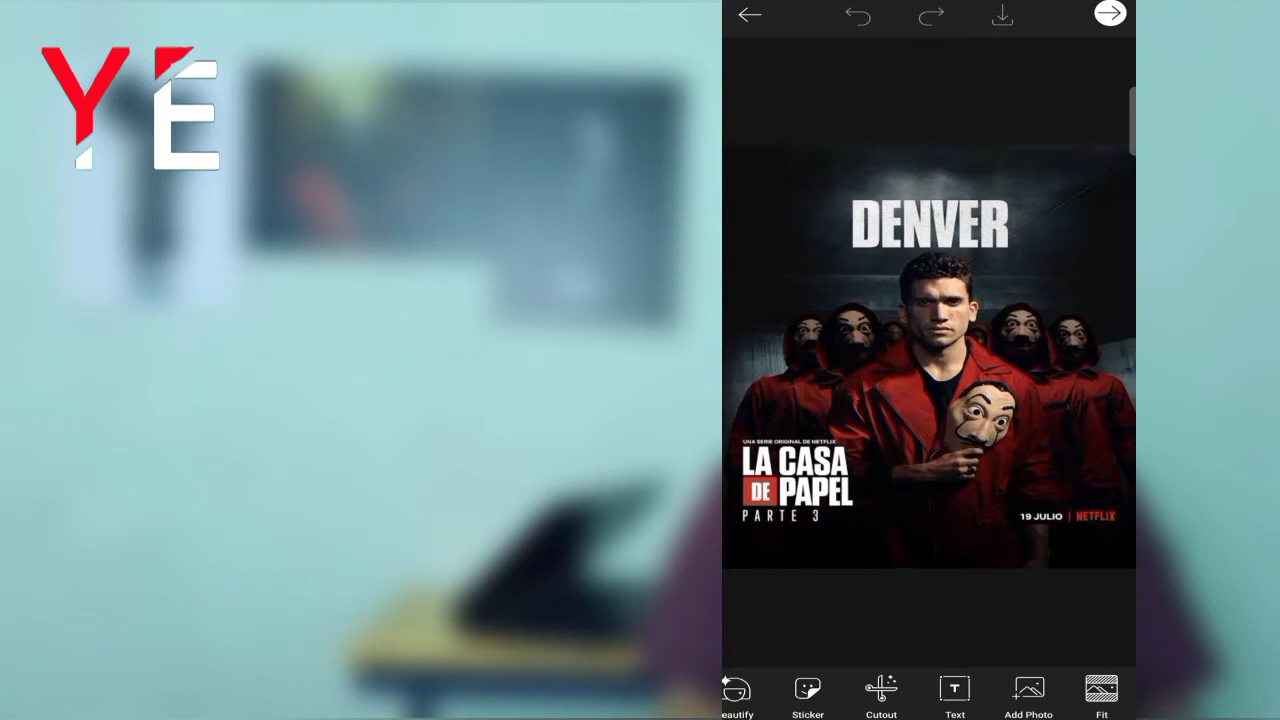 YE
DENVER
UNA SERIE ORIGINAL DE NETFLIX
LA CASA
DE PAPEL
PARTE 3
19 JULIO | NETFLIX
eautify
Sticker
Cutout
Text
Add Photo
Fit